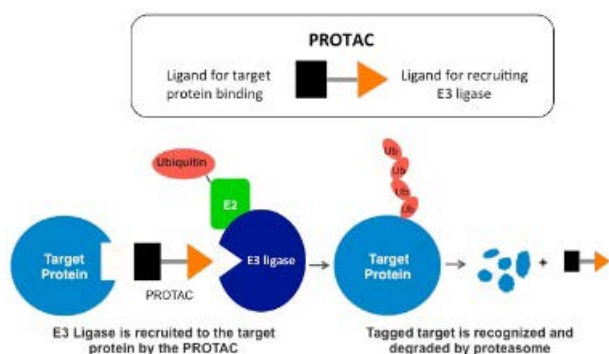 PROTAC
Ligand for target
protein binding
Ligand for recruiting
E3 ligase
Ubiquitin
E2
Target
Protein
PROTAC
E3 ligase
Ub
Ub
Ub
Ub
Target
Protein
+
E3 Ligase is recruited to the target
protein by the PROTAC
Tagged target is recognized and
degraded by proteasome